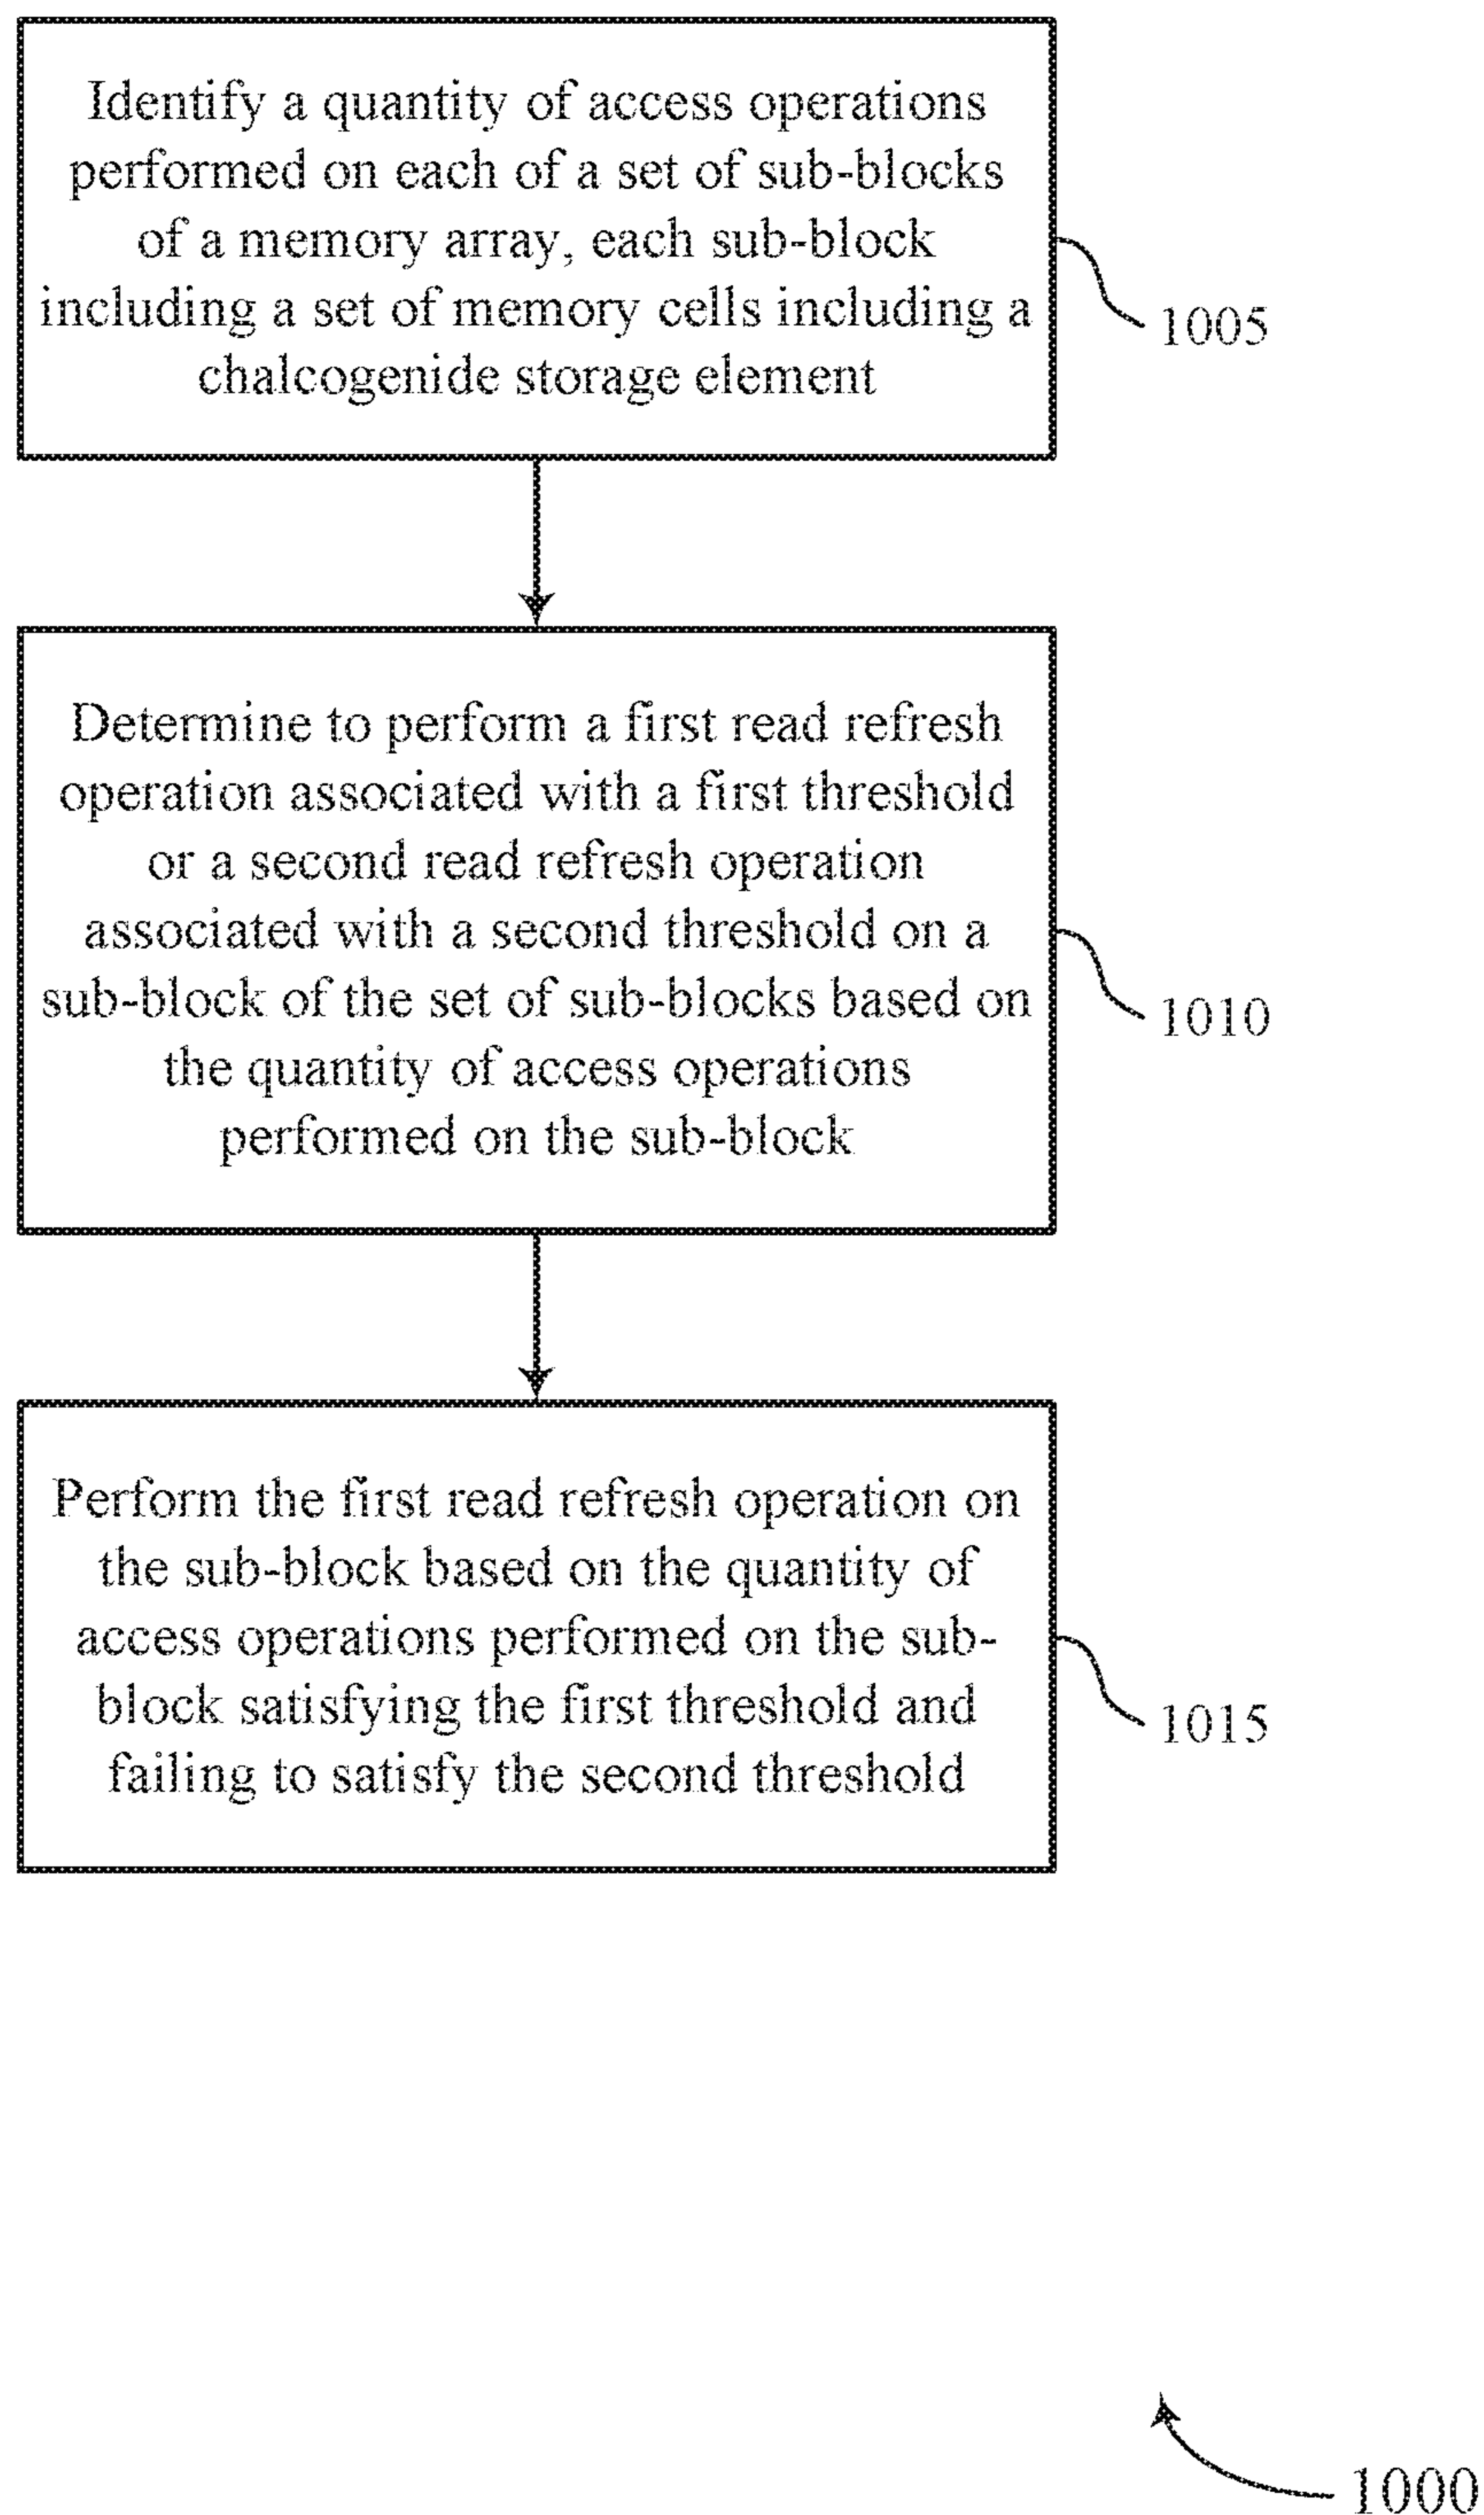 Identify a quantity of access operations
performed on each of a set of sub-blocks
of a memory array, each sub-block
including a set of memory cells including a
chalcogenide storage element
1005
Determine to perform a first read refresh
operation associated with a first threshold
or a second read refresh operation
associated with a second threshold on a
sub-block of the set of sub-blocks based on
the quantity of access operations
performed on the sub-block
1010
Perform the first read refresh operation on
the sub-block based on the quantity of
access operations performed on the sub-
block satisfying the first threshold and
failing to satisfy the second threshold
1015
1000